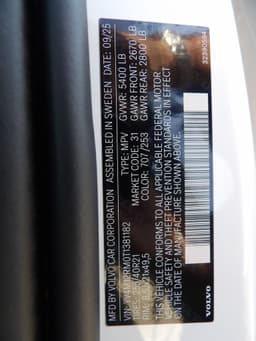 MFD BY VOLVO CAR CORPORATION ASSEMBLED IN SWEDEN DATE: 09/25
GVWR: 5400 LB
GAWR FRONT: 2670 LB
GAWR REAR: 2800 LB
TYPE: MPV
MARKET CODE: 31
COLOR: 707/253
THIS VEHICLE CONFORMS TO ALL APPLICABLE FEDERAL MOTOR
VEHICLE SAFETY AND THEFT PREVENTION STANDARDS IN EFFECT
ON THE DATE OF MANUFACTURE SHOWN ABOVE.
VOLVO